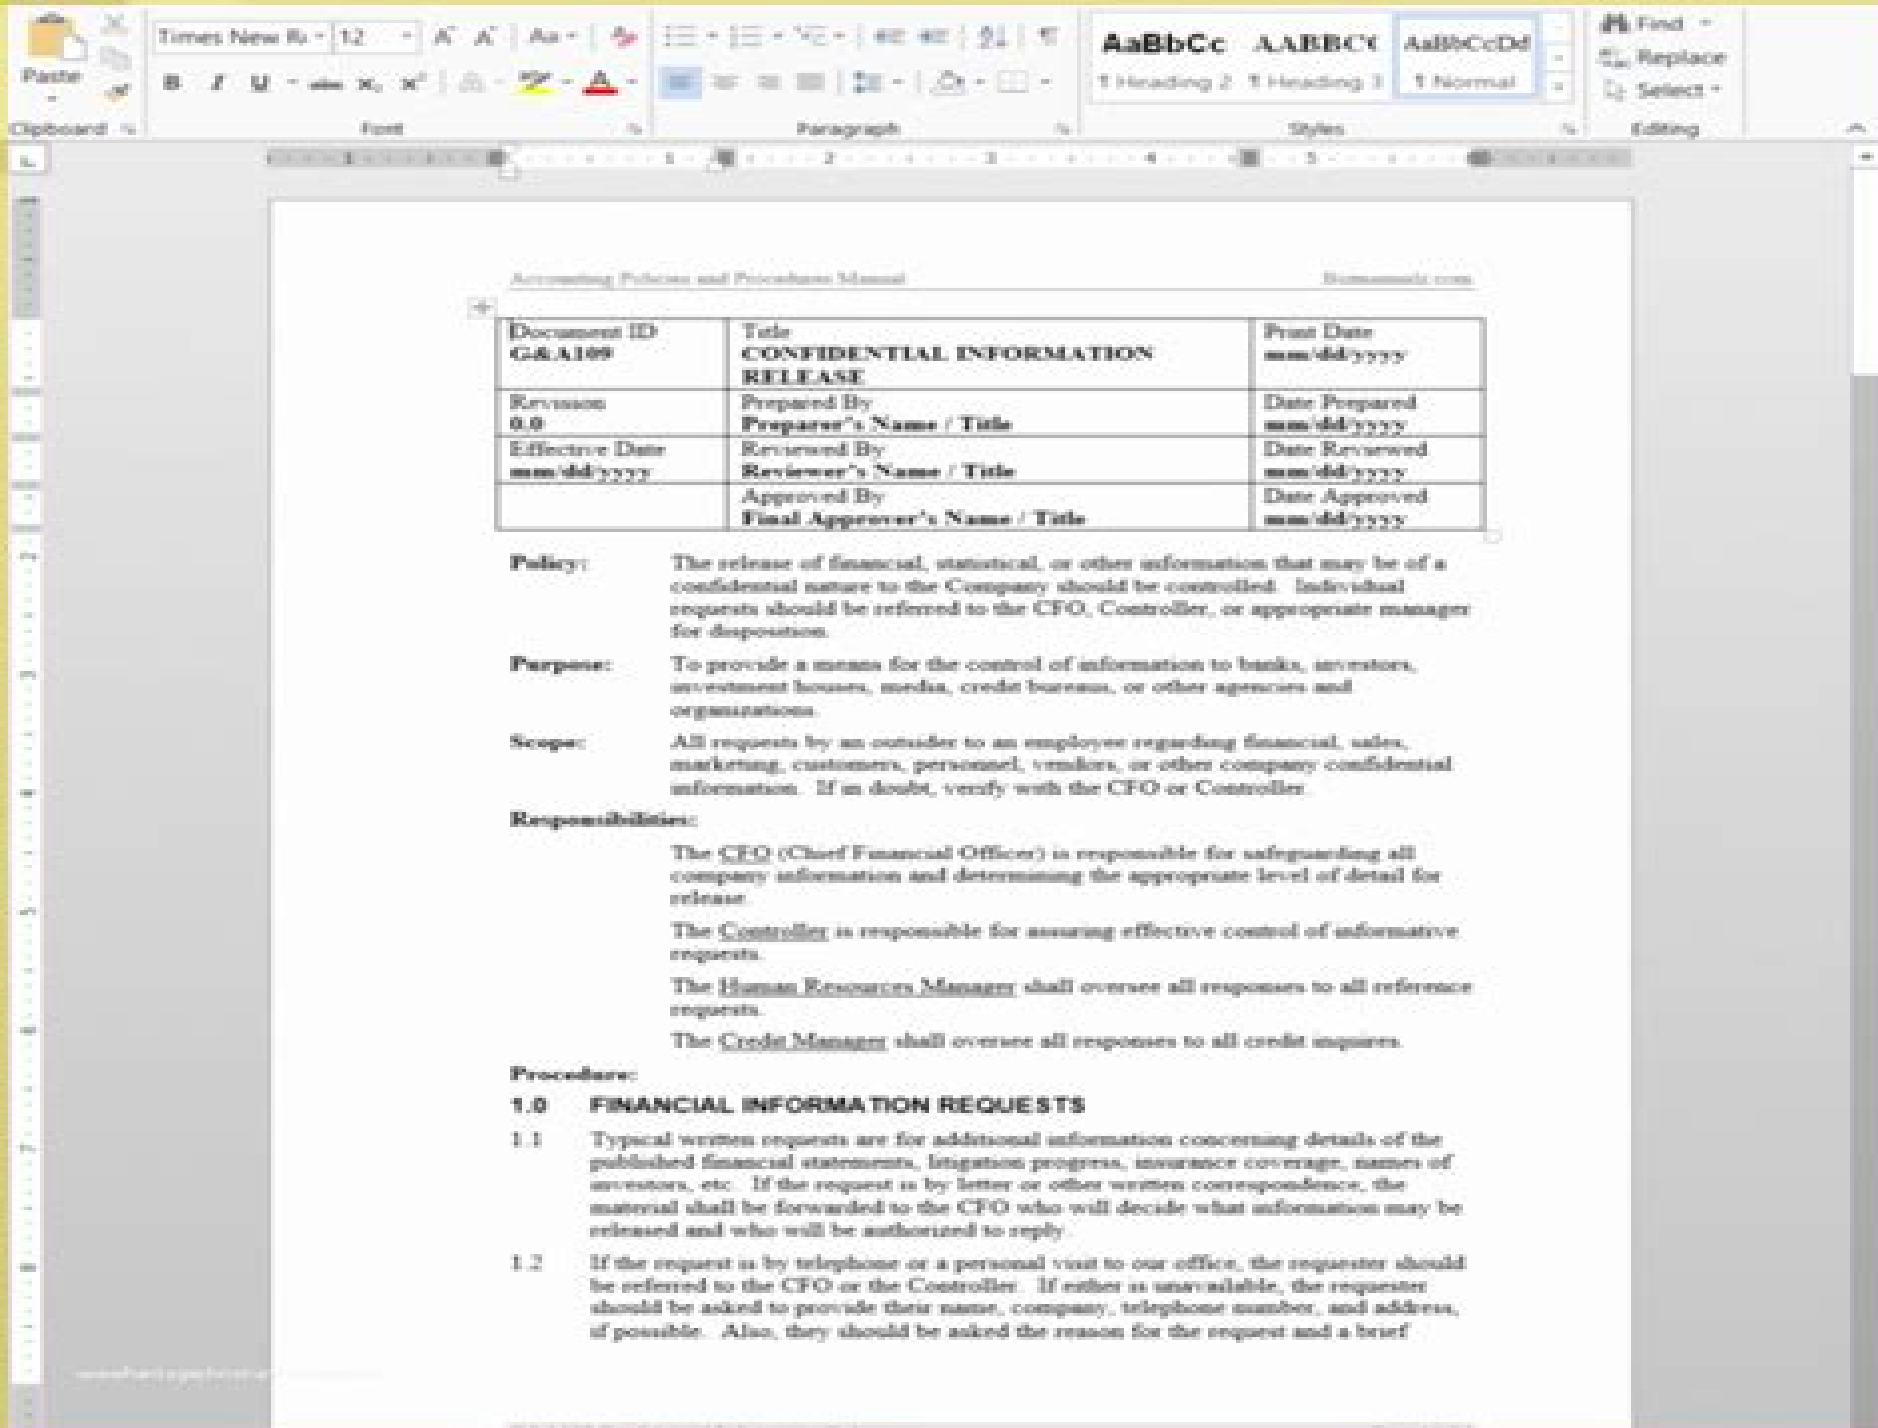 Paste
Clipboard
Times New Ro 12 Aa
B I U abc X₂ X²
Font
Paragraph
AaBbCc AABBC AaBbCcDd
¶ Heading 2 ¶ Heading 3 ¶ Normal
Styles
Find
Replace
Select
Editing
1 1 2 3 4 5
Accounting Policies and Procedures Manual Bizmanualz.com
Document ID
G&A109
Title
CONFIDENTIAL INFORMATION
RELEASE
Print Date
mm/dd/yyyy
Revision
0.0
Prepared By
Preparer's Name / Title
Date Prepared
mm/dd/yyyy
Effective Date
mm/dd/yyyy
Reviewed By
Reviewer's Name / Title
Date Reviewed
mm/dd/yyyy
Approved By
Final Approver's Name / Title
Date Approved
mm/dd/yyyy
Policy: The release of financial, statistical, or other information that may be of a
confidential nature to the Company should be controlled. Individual
requests should be referred to the CFO, Controller, or appropriate manager
for disposition.
Purpose: To provide a means for the control of information to banks, investors,
investment houses, media, credit bureaus, or other agencies and
organizations.
Scope: All requests by an outsider to an employee regarding financial, sales,
marketing, customers, personnel, vendors, or other company confidential
information. If in doubt, verify with the CFO or Controller.
Responsibilities:
The CFO (Chief Financial Officer) is responsible for safeguarding all
company information and determining the appropriate level of detail for
release.
The Controller is responsible for assuring effective control of informative
requests.
The Human Resources Manager shall oversee all responses to all reference
requests.
The Credit Manager shall oversee all responses to all credit inquires.
Procedure:
1.0 FINANCIAL INFORMATION REQUESTS
1.1 Typical written requests are for additional information concerning details of the
published financial statements, litigation progress, insurance coverage, names of
investors, etc. If the request is by letter or other written correspondence, the
material shall be forwarded to the CFO who will decide what information may be
released and who will be authorized to reply.
1.2 If the request is by telephone or a personal visit to our office, the requester should
be referred to the CFO or the Controller. If either is unavailable, the requester
should be asked to provide their name, company, telephone number, and address,
if possible. Also, they should be asked the reason for the request and a brief